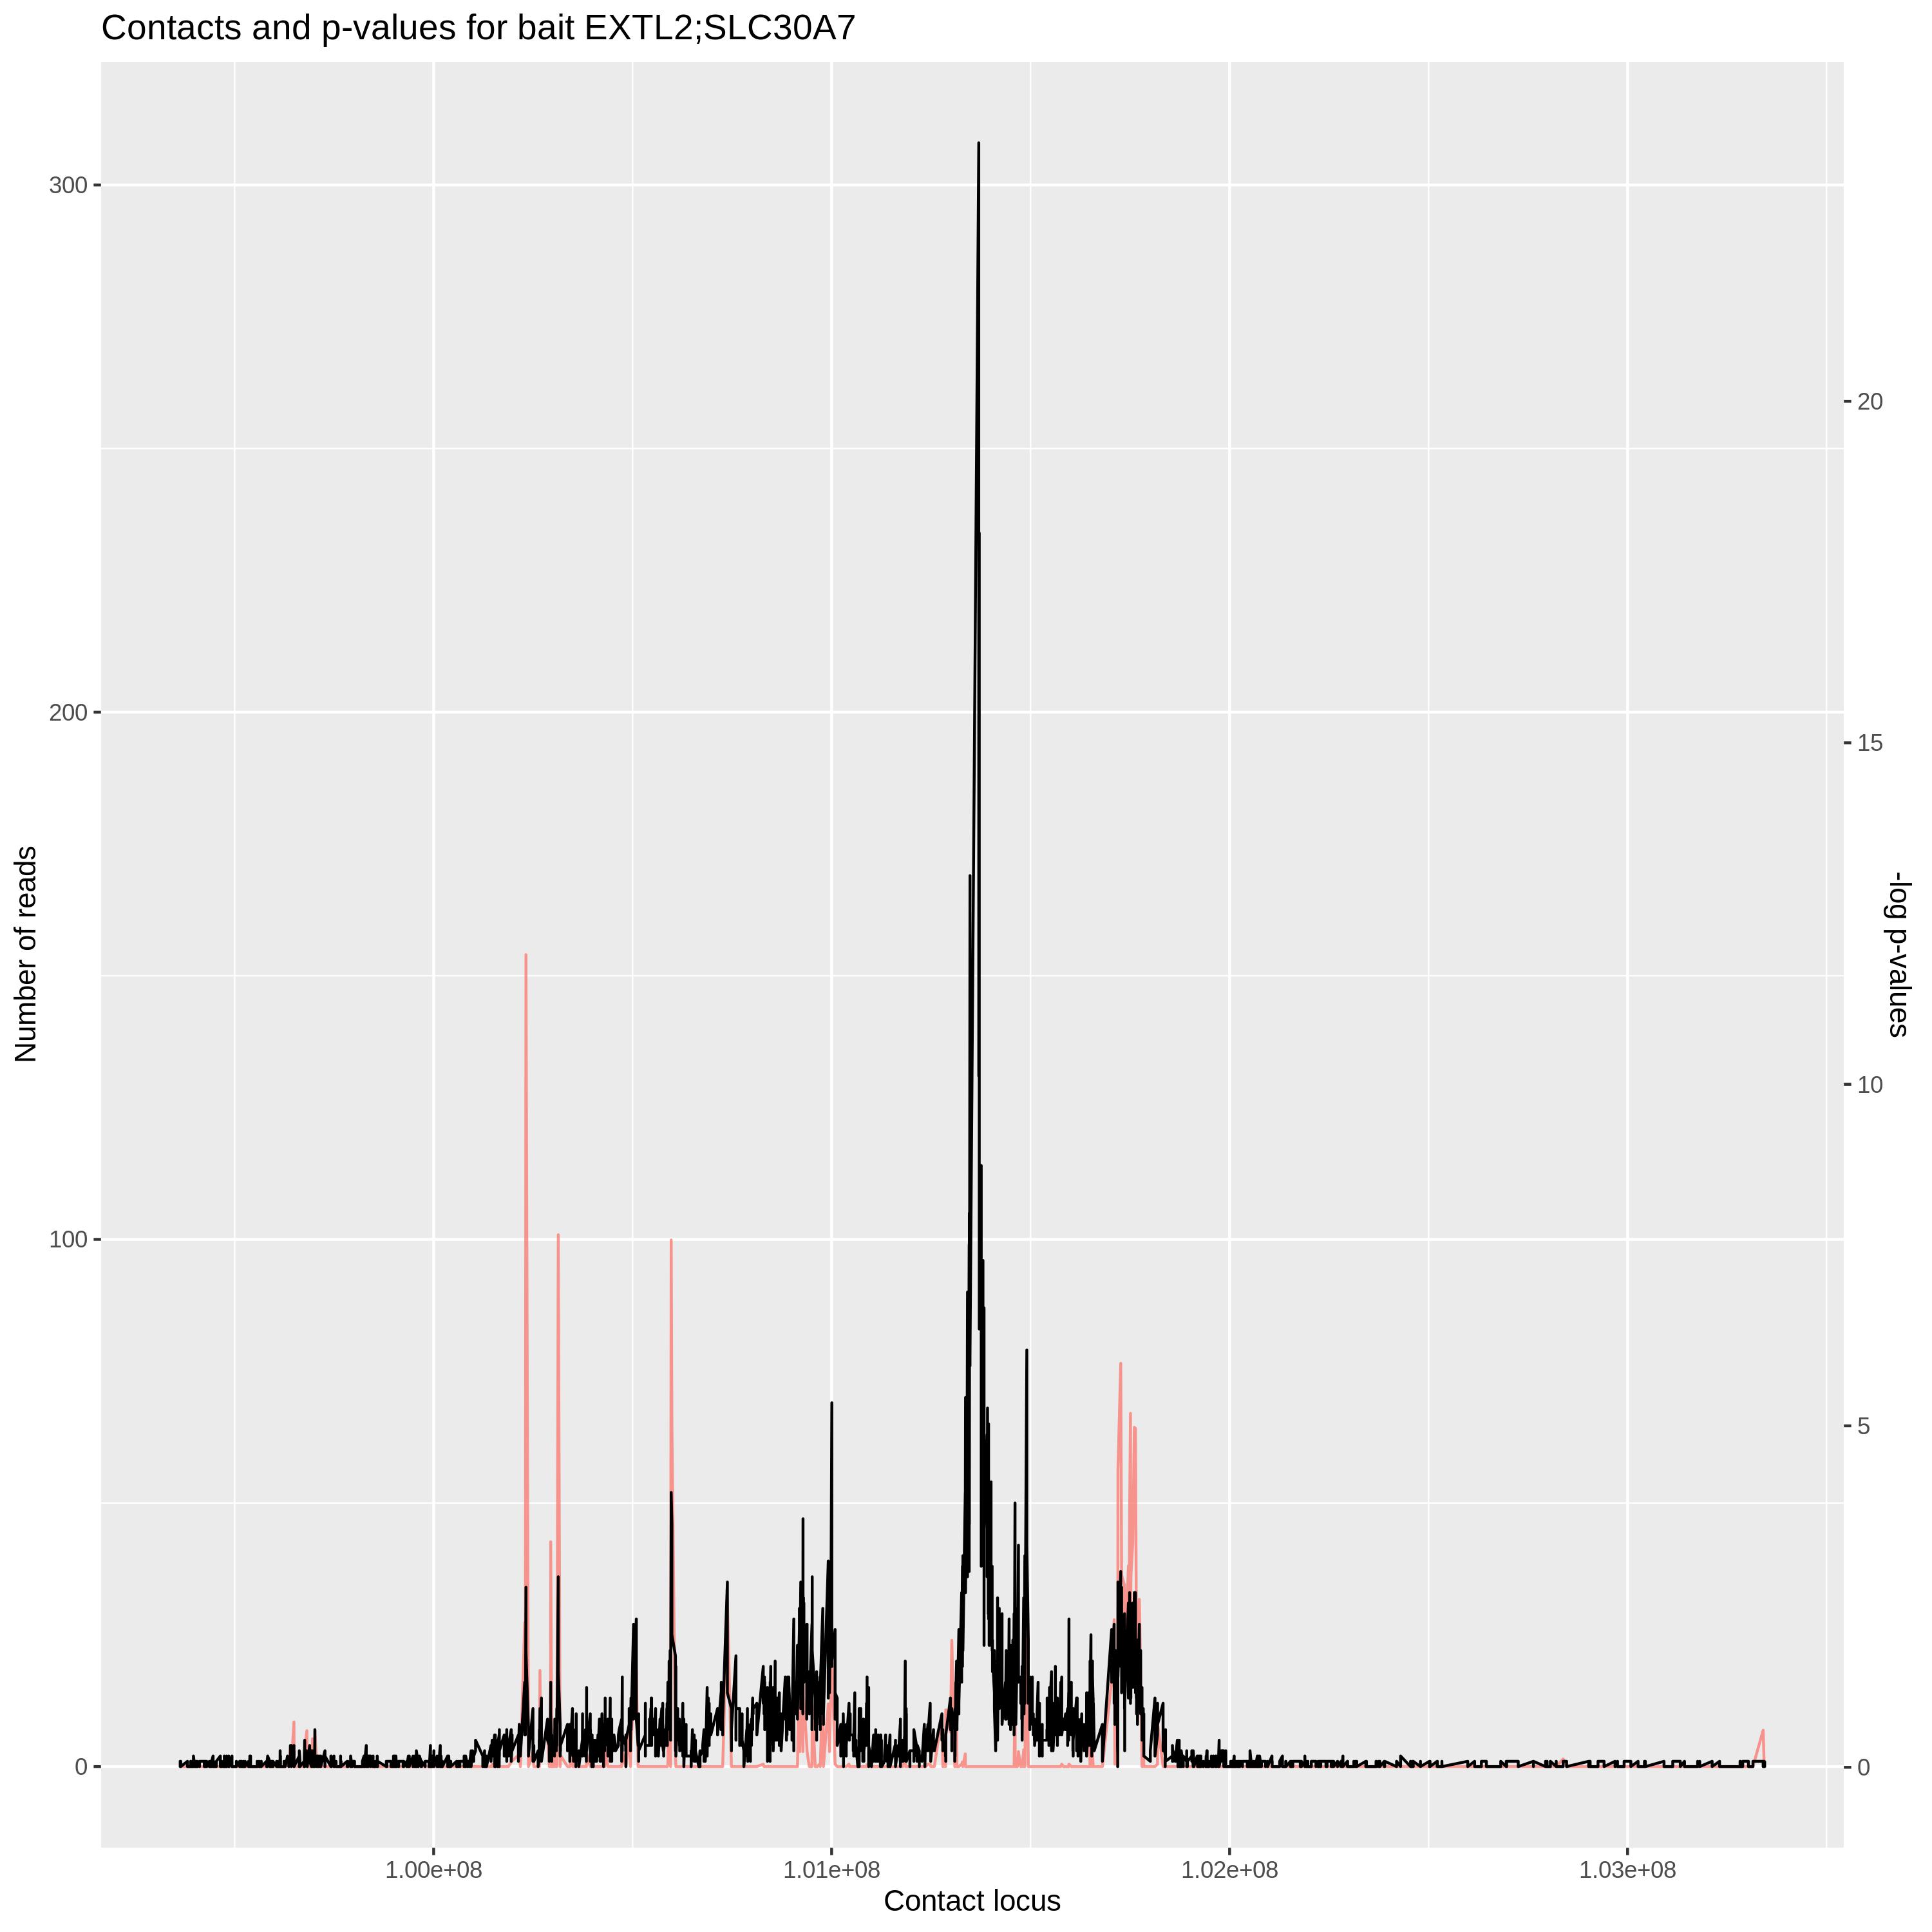 Contacts and p-values for bait EXTL2;SLC30A7
300
200
100
0
Number of reads
20
15
10
5
0
-log p-values
1.00e+08
1.01e+08
1.02e+08
1.03e+08
Contact locus